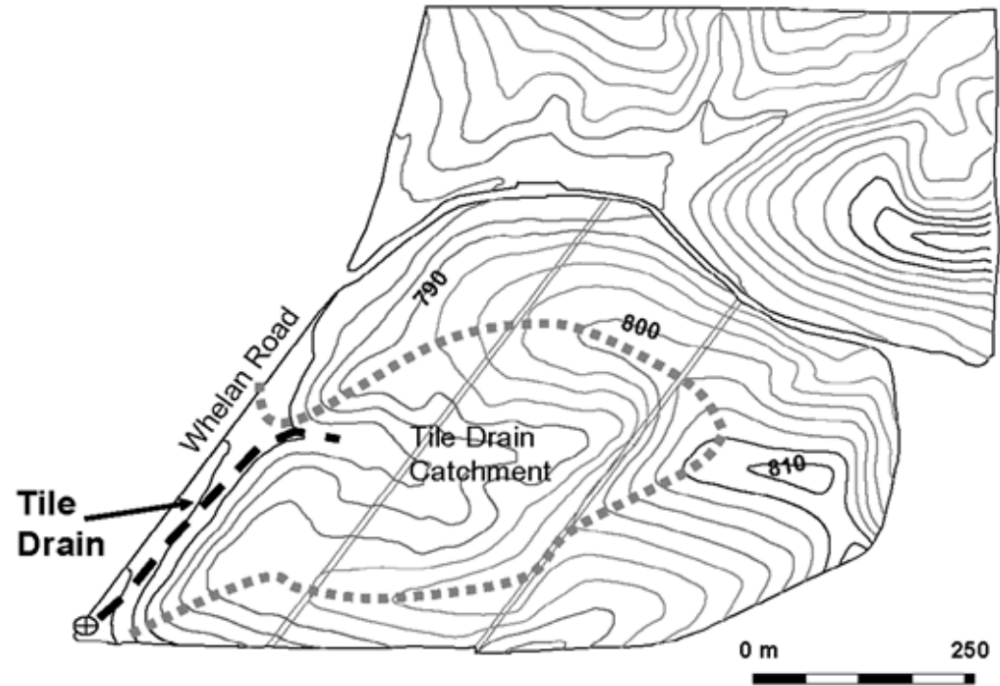 790
800
Whelan Road
Tile Drain
Catchment
810
Tile
Drain
0 m 250